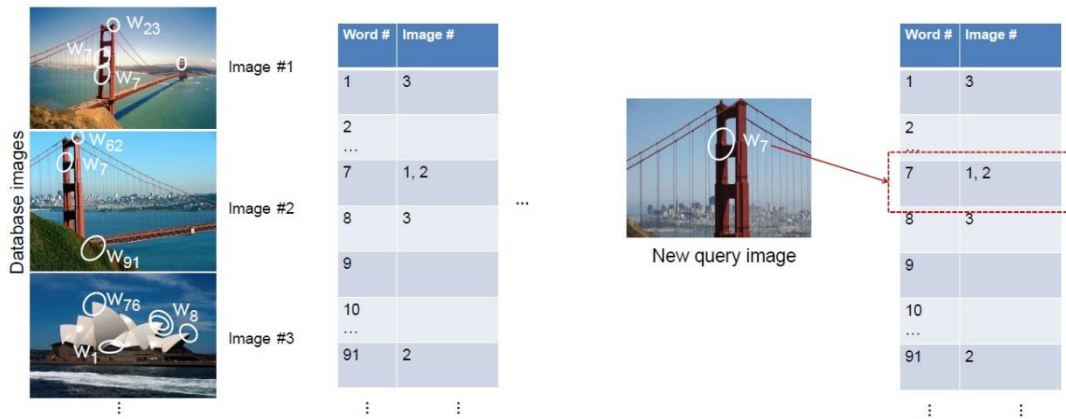 Database images
W23
W7
W7
Image #1
W62
W7
W91
Image #2
W76
W8
W1
Image #3
⋮
Word # Image #
1 3
2
…
7 1, 2
8 3
9
10
…
91 2
⋮ ⋮
...
W7
New query image
Word # Image #
1 3
2
…
7 1, 2
8 3
9
10
…
91 2
⋮ ⋮